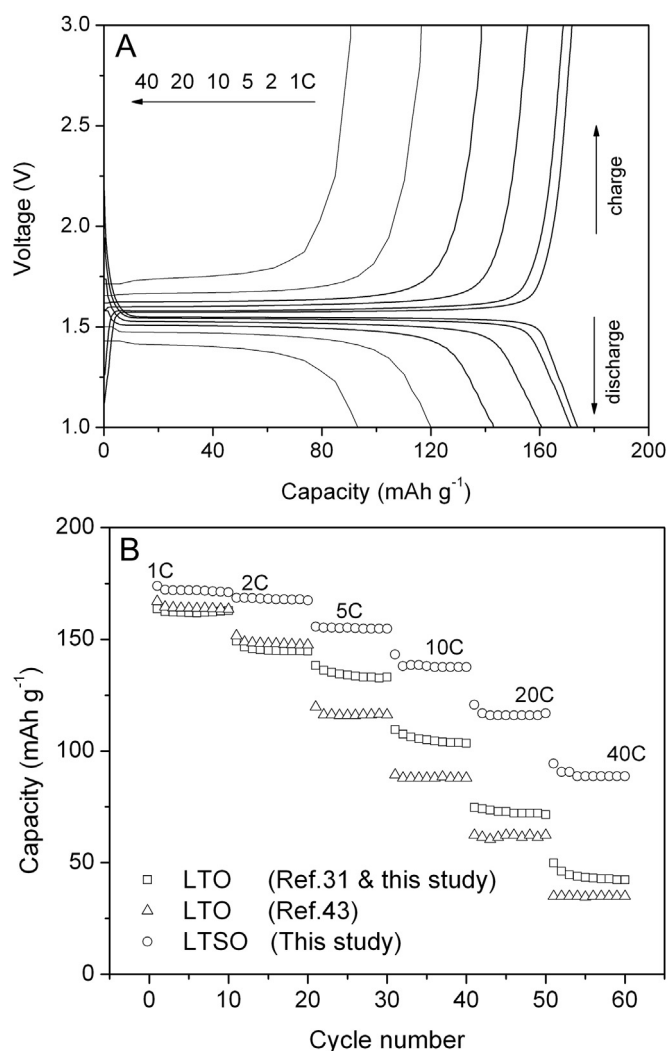 A
40 20 10 5 2 1C
charge
discharge
3.0
2.5
2.0
1.5
1.0
Voltage (V)
0 40 80 120 160 200
Capacity (mAh g⁻¹)
B
1C
2C
5C
10C
20C
40C
200
150
100
50
0
Capacity (mAh g⁻¹)
LTO (Ref.31 & this study)
LTO (Ref.43)
LTSO (This study)
0 10 20 30 40 50 60
Cycle number